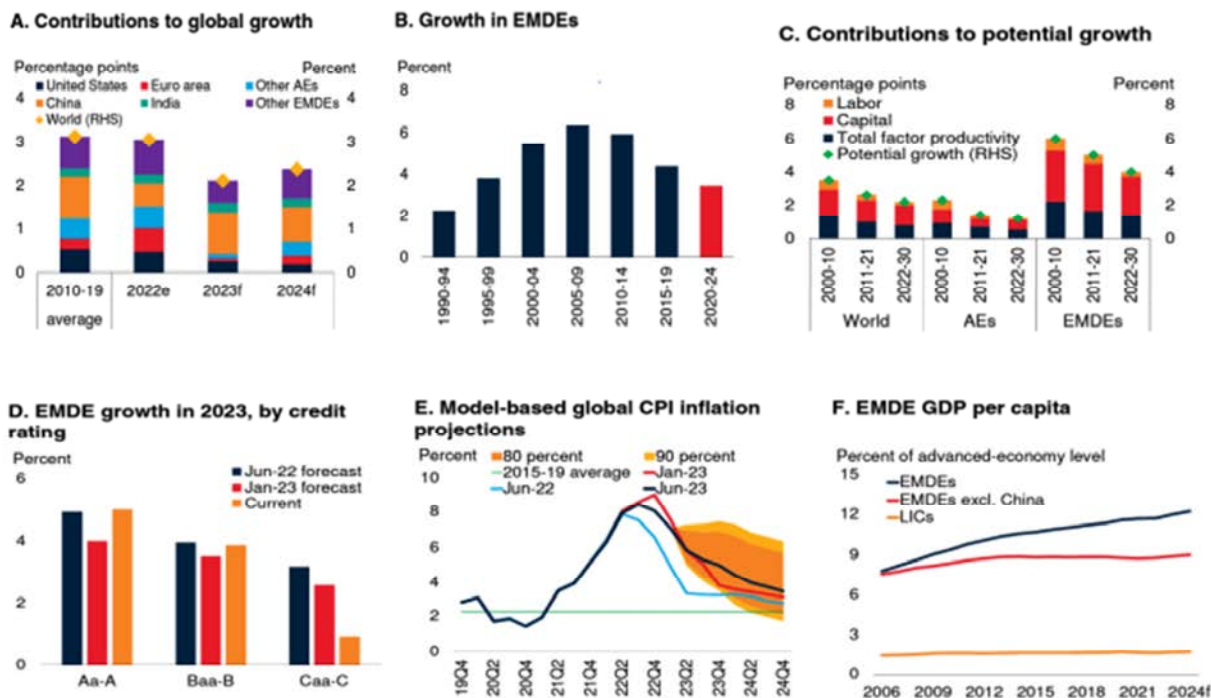 A. Contributions to global growth
Percentage points
Percent
United States
Euro area
Other AEs
China
India
Other EMDEs
World (RHS)
4
3
2
1
0
4
3
2
1
0
2010-19
2022e
2023f
2024f
average
B. Growth in EMDEs
Percent
8
6
4
2
0
1990-94
1995-99
2000-04
2005-09
2010-14
2015-19
2020-24
C. Contributions to potential growth
Percentage points
Percent
Labor
Capital
Total factor productivity
Potential growth (RHS)
8
6
4
2
0
8
6
4
2
0
2000-10
2011-21
2022-30
2000-10
2011-21
2022-30
2000-10
2011-21
2022-30
World
AEs
EMDEs
D. EMDE growth in 2023, by credit
rating
Percent
Jun-22 forecast
Jan-23 forecast
Current
6
4
2
0
Aa-A
Baa-B
Caa-C
E. Model-based global CPI inflation
projections
Percent
80 percent
90 percent
2015-19 average
Jan-23
Jun-22
Jun-23
10
8
6
4
2
0
19Q4
20Q2
20Q4
21Q2
21Q4
22Q2
22Q4
23Q2
23Q4
24Q2
24Q4
F. EMDE GDP per capita
Percent of advanced-economy level
EMDEs
EMDEs excl. China
LICs
15
12
9
6
3
0
2006
2009
2012
2015
2018
2021
2024f